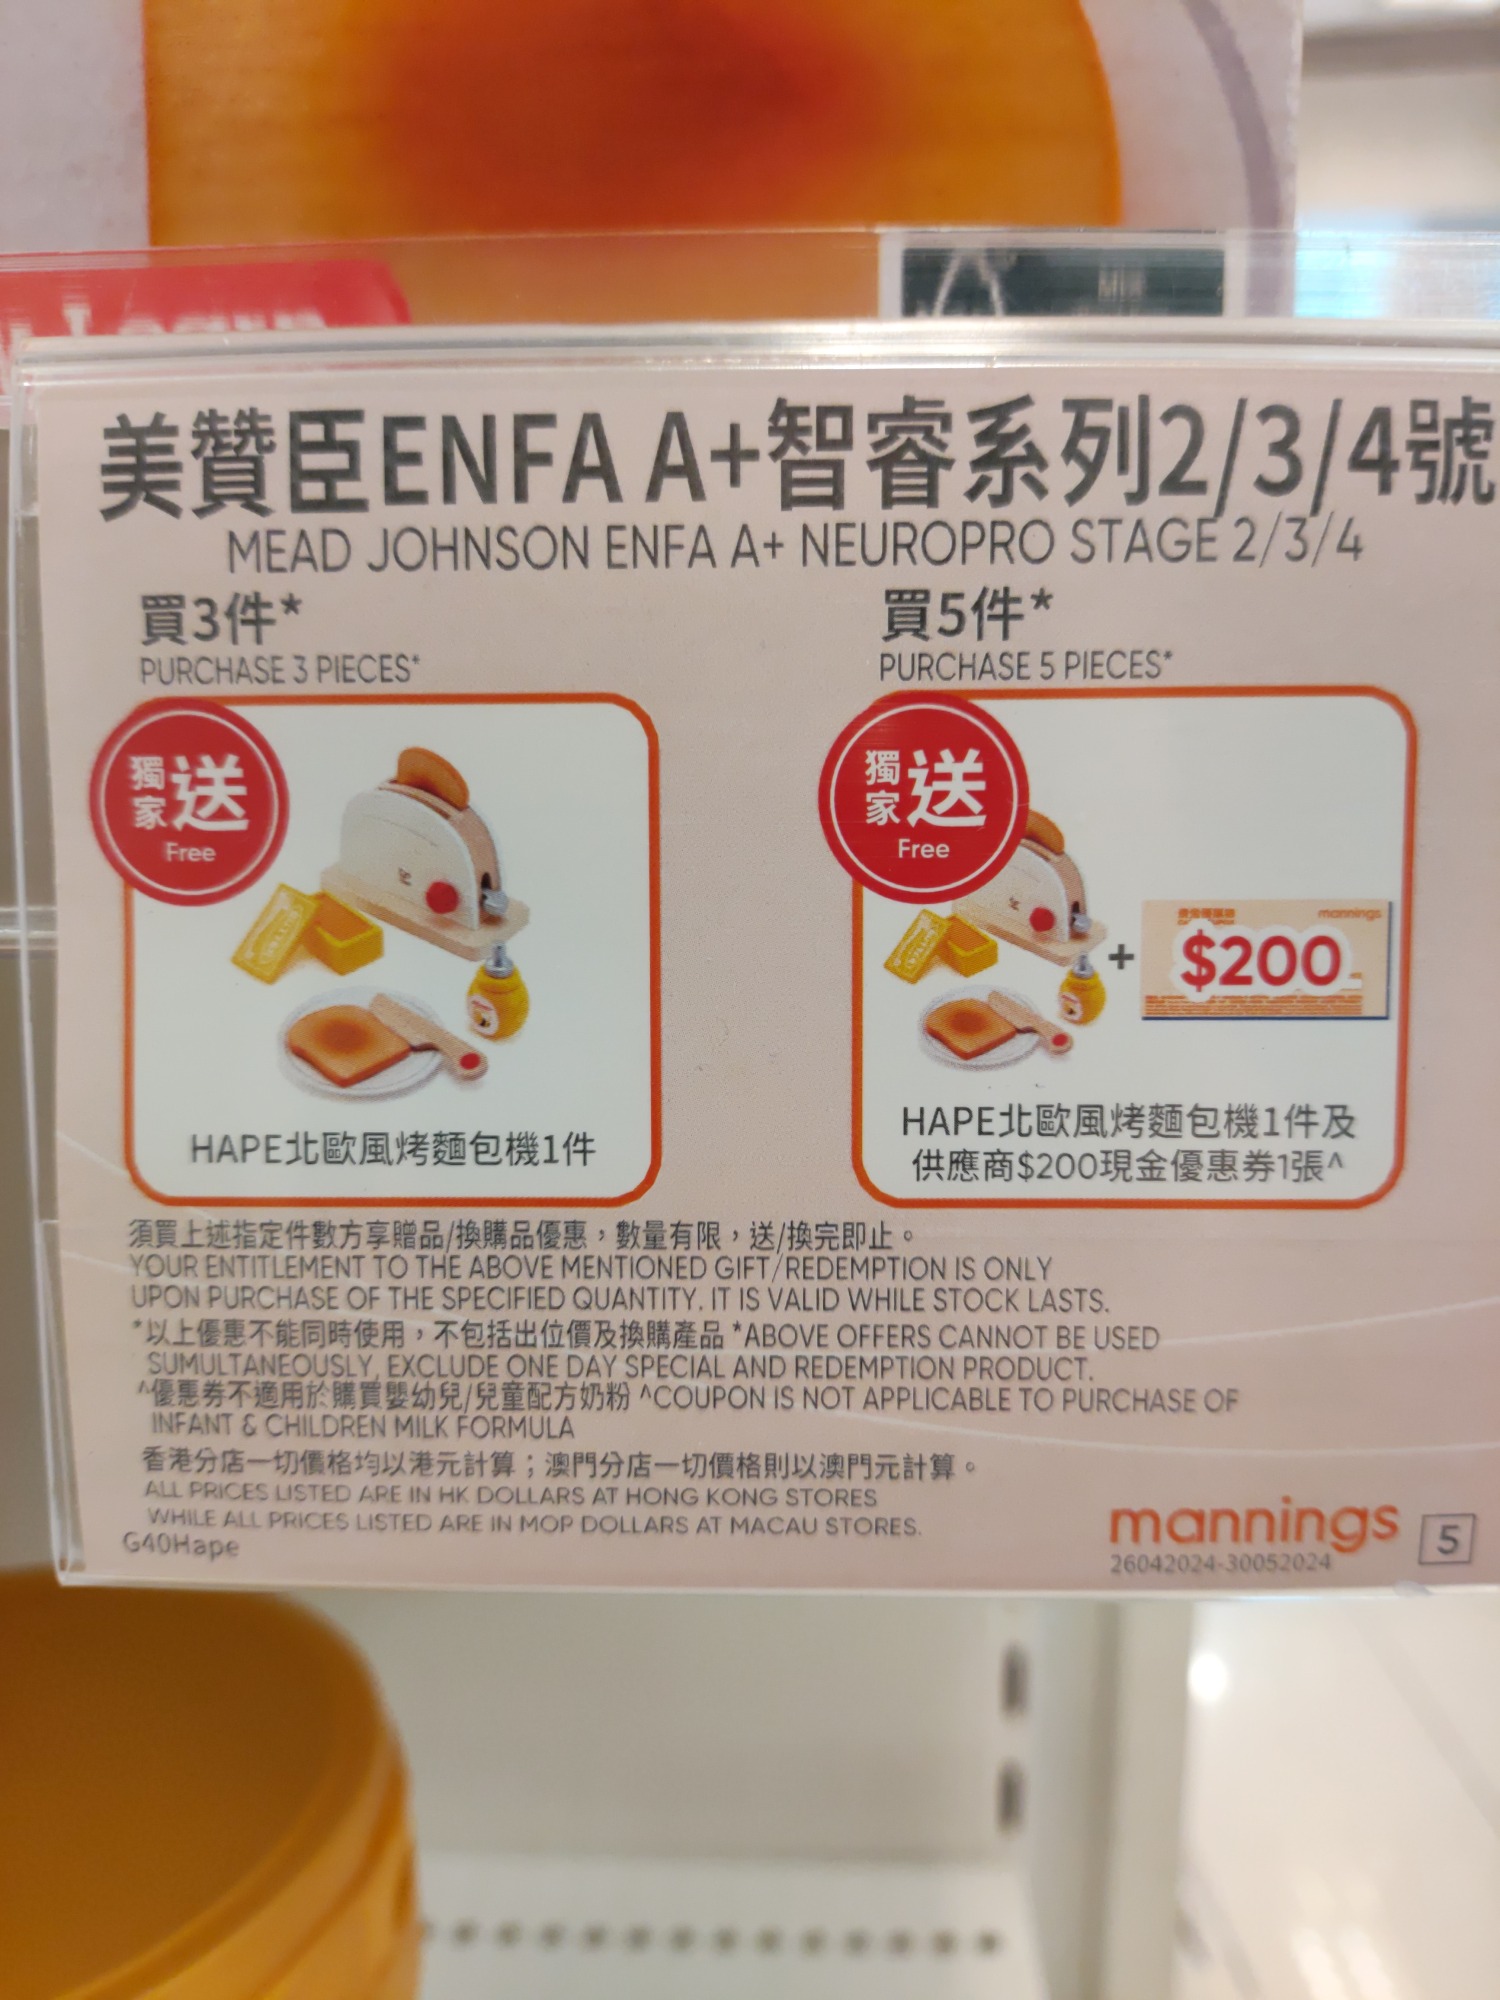 美贊臣ENFA A+智睿系列2/3/4號
MEAD JOHNSON ENFA A+ NEUROPRO STAGE 2/3/4
買3件*
PURCHASE 3 PIECES*
獨家送
Free
HAPE北歐風烤麵包機1件
買5件*
PURCHASE 5 PIECES*
獨家送
Free
+
mannings
$200
HAPE北歐風烤麵包機1件及
供應商$200現金優惠券1張^
須買上述指定件數方享贈品/換購品優惠，數量有限，送/換完即止。
YOUR ENTITLEMENT TO THE ABOVE MENTIONED GIFT/REDEMPTION IS ONLY
UPON PURCHASE OF THE SPECIFIED QUANTITY. IT IS VALID WHILE STOCK LASTS.
*以上優惠不能同時使用，不包括出位價及換購產品 *ABOVE OFFERS CANNOT BE USED
SUMULTANEOUSLY, EXCLUDE ONE DAY SPECIAL AND REDEMPTION PRODUCT.
^優惠券不適用於購買嬰幼兒/兒童配方奶粉 ^COUPON IS NOT APPLICABLE TO PURCHASE OF
INFANT & CHILDREN MILK FORMULA
香港分店一切價格均以港元計算；澳門分店一切價格則以澳門元計算。
ALL PRICES LISTED ARE IN HK DOLLARS AT HONG KONG STORES
WHILE ALL PRICES LISTED ARE IN MOP DOLLARS AT MACAU STORES.
G40Hape
mannings
26042024-30052024
5